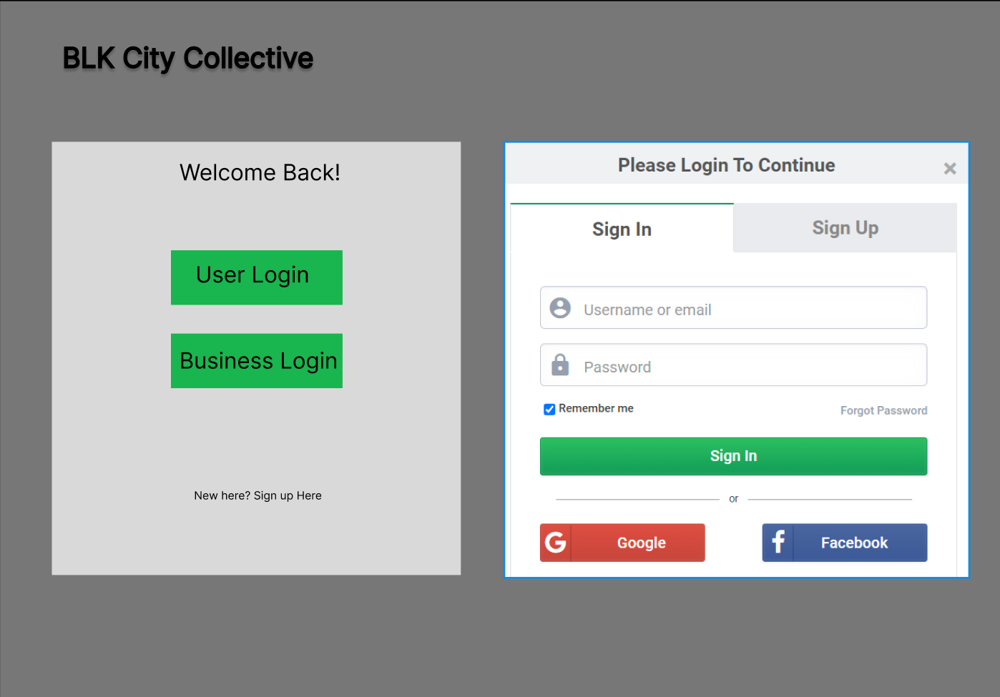 BLK City Collective
Welcome Back!
User Login
Business Login
New here? Sign up Here
Please Login To Continue
Sign In
Sign Up
Username or email
Password
Remember me
Forgot Password
Sign In
or
Google
Facebook